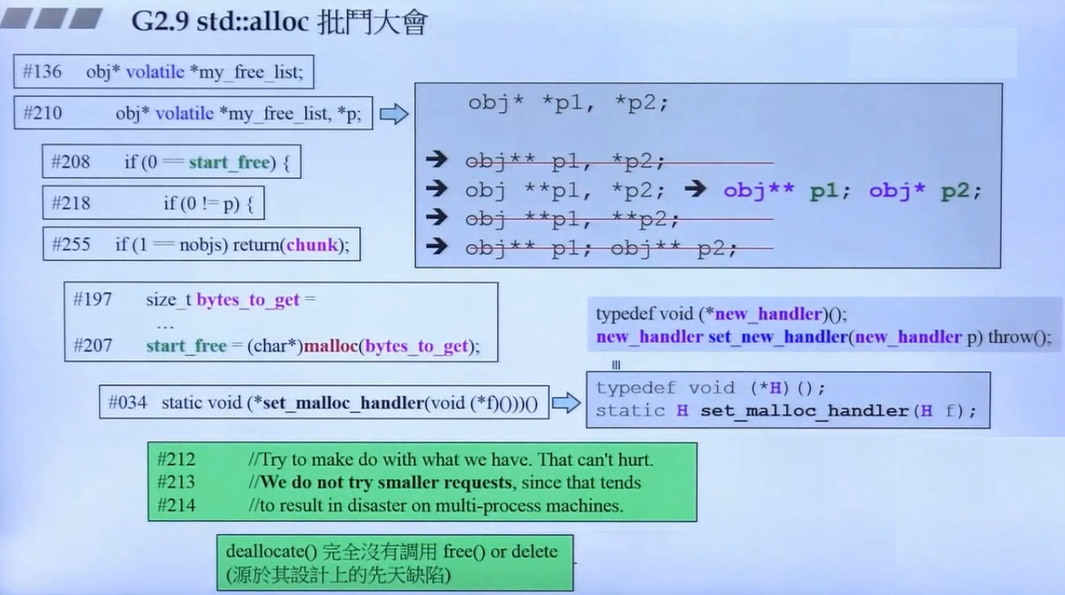 G2.9 std::alloc 批鬥大會
#136 obj* volatile *my_free_list;
#210 obj* volatile *my_free_list, *p;
obj* *p1, *p2;
➔ obj** p1, *p2;
➔ obj **p1, *p2; ➔ obj** p1; obj* p2;
➔ obj **p1, **p2;
➔ obj** p1; obj** p2;
#208 if (0 == start_free) {
#218 if (0 != p) {
#255 if (1 == nobjs) return(chunk);
#197 size_t bytes_to_get =
…
#207 start_free = (char*)malloc(bytes_to_get);
typedef void (*new_handler)();
new_handler set_new_handler(new_handler p) throw();
≡
#034 static void (*set_malloc_handler(void (*f)()))()
typedef void (*H)();
static H set_malloc_handler(H f);
#212 //Try to make do with what we have. That can't hurt.
#213 //We do not try smaller requests, since that tends
#214 //to result in disaster on multi-process machines.
deallocate() 完全沒有調用 free() or delete
(源於其設計上的先天缺陷)